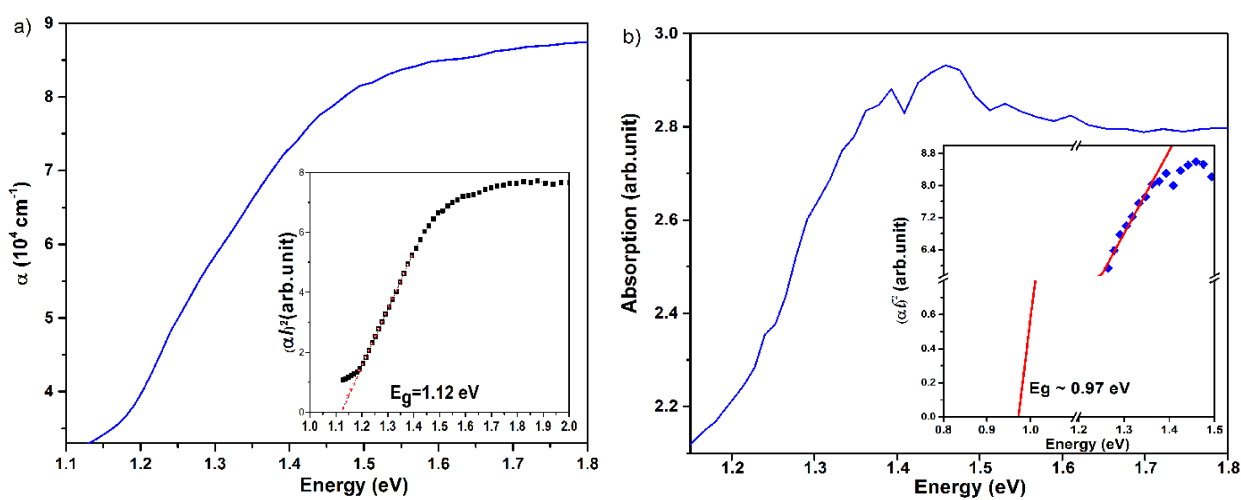 a)
α (10⁴ cm⁻¹)
9
8
7
6
5
4
1.1 1.2 1.3 1.4 1.5 1.6 1.7 1.8
Energy (eV)
(αl)²(arb.unit)
8
6
4
2
0
1.0 1.1 1.2 1.3 1.4 1.5 1.6 1.7 1.8 1.9 2.0
Eg=1.12 eV
b)
Absorption (arb.unit)
3.0
2.8
2.6
2.4
2.2
1.2 1.3 1.4 1.5 1.6 1.7 1.8
Energy (eV)
(αl)² (arb.unit)
8.8
8.0
7.2
6.4
0.6
0.4
0.2
0.0
0.8 0.9 1.0 1.2 1.3 1.4 1.5
Energy (eV)
Eg ~ 0.97 eV